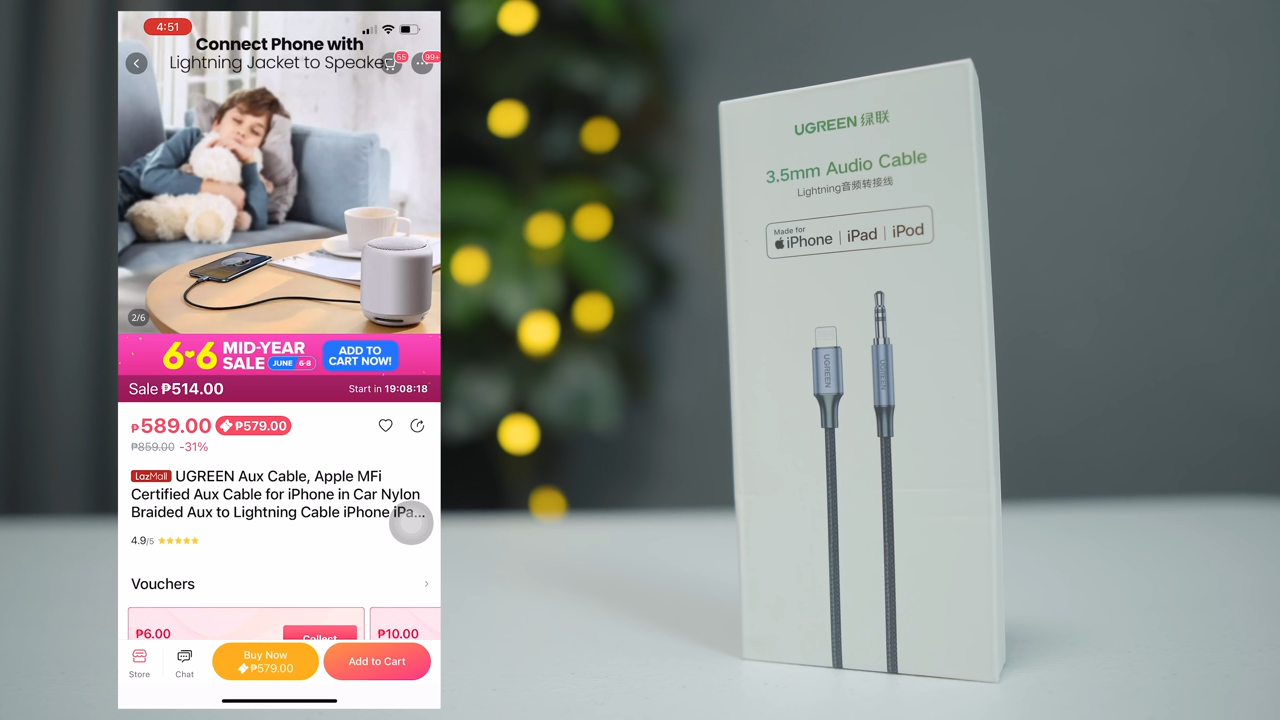 4:51
Connect Phone with
Lightning Jacket to Speake
55
99+
2/6
6.6 MID-YEAR SALE JUNE 6-8
ADD TO CART NOW!
Sale ₱514.00
Start in 19:08:18
₱589.00 ₱579.00
₱859.00 -31%
LazMall UGREEN Aux Cable, Apple MFi
Certified Aux Cable for iPhone in Car Nylon
Braided Aux to Lightning Cable iPhone iPa...
4.9/5
Vouchers
₱6.00
Collect
₱10.00
Store
Chat
Buy Now
₱579.00
Add to Cart
UGREEN 绿联
3.5mm Audio Cable
Lightning音频转接线
Made for
iPhone | iPad | iPod
UGREEN
UGREEN